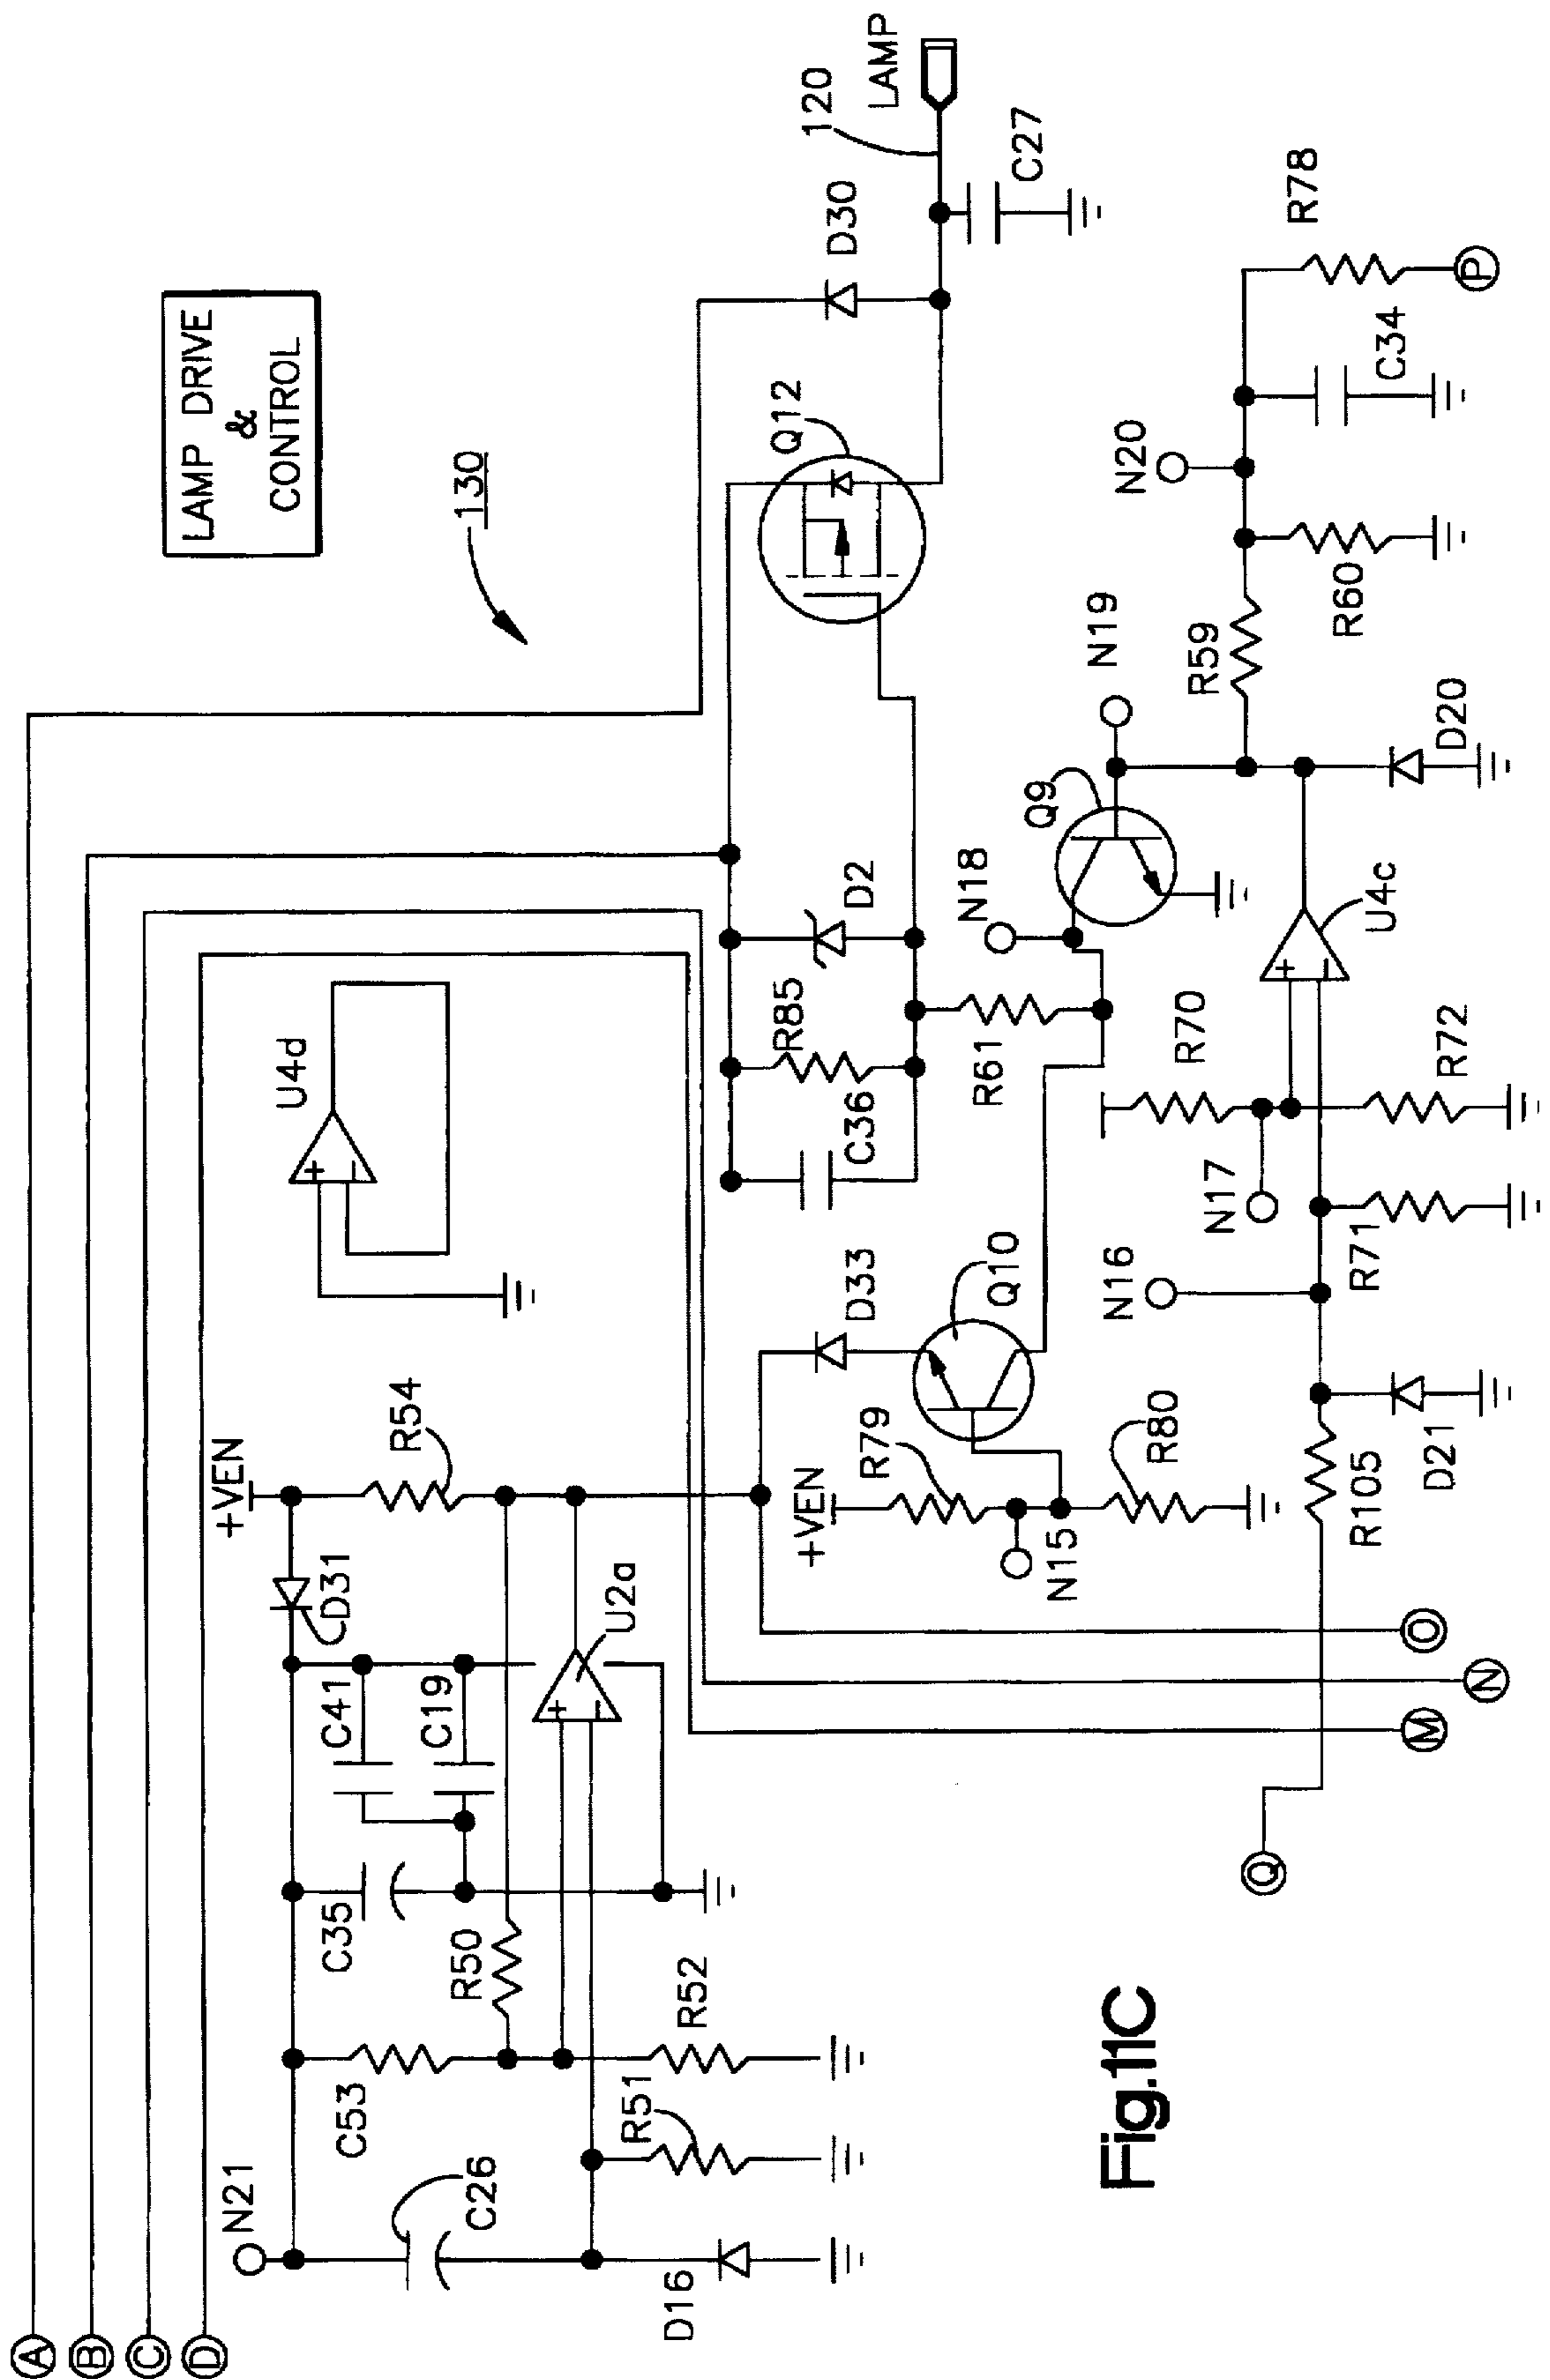 A
B
C
D
LAMP DRIVE
&
CONTROL
130
N21
C26
D16
C53
R51
R52
R50
C35
C41
C19
D31
+VEN
R54
+
−
U2a
U4d
+
−
C36
R85
D2
Q12
D30
120
LAMP
C27
D33
Q10
+VEN
R79
N15
R80
R61
N18
Q9
N19
R59
N20
R60
C34
R78
P
D20
U4c
+
−
R70
N17
R72
R71
N16
D21
R105
O
N
M
Q
Fig.11C